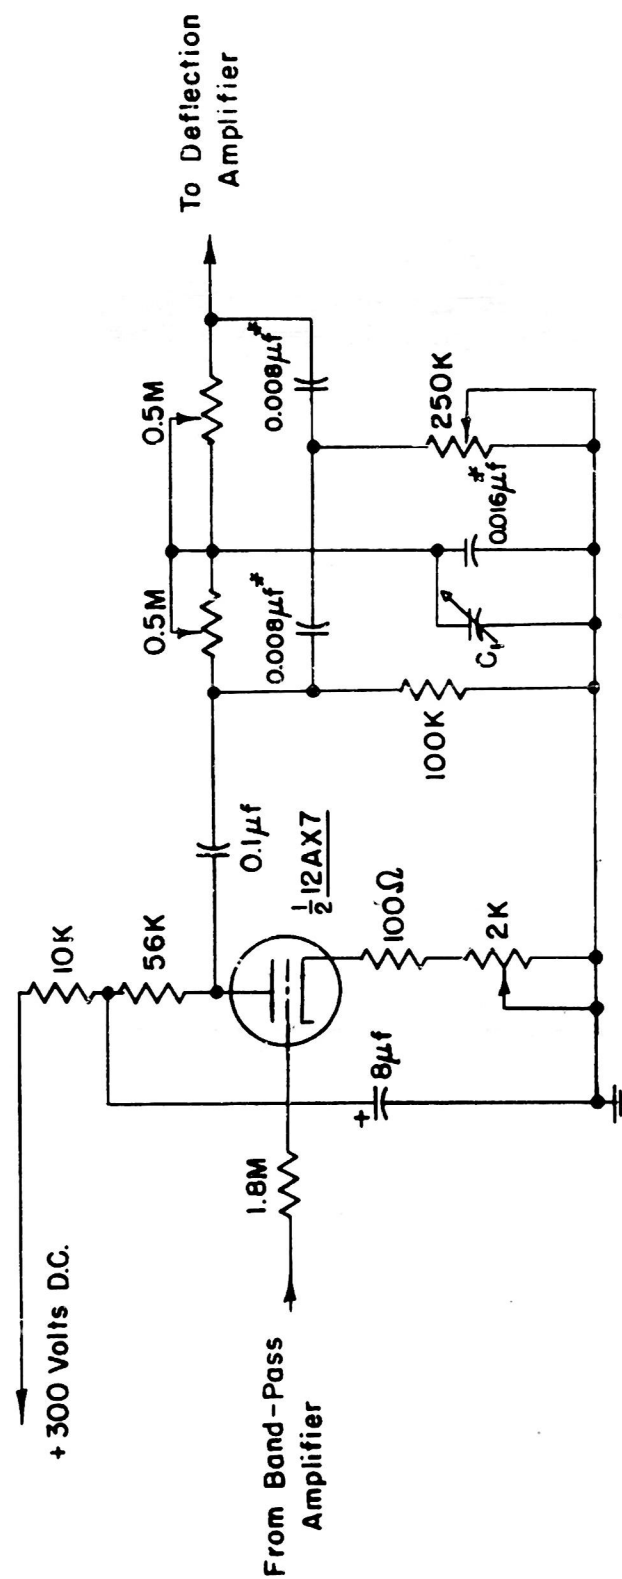 +300 Volts D.C.
10K
56K
0.1μf
½ 12AX7
100Ω
2K
8μf
+
1.8M
From Band-Pass
Amplifier
0.5M
0.5M
To Deflection
Amplifier
0.008μf*
0.008μf*
100K
C₁
0.016μf*
250K